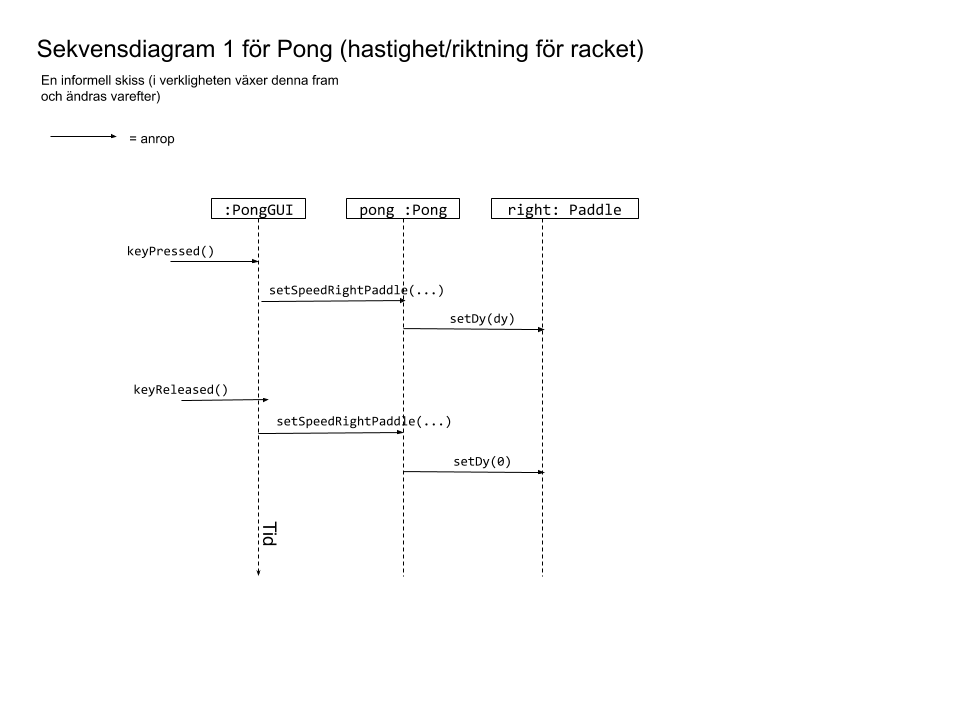 Sekvensdiagram 1 för Pong (hastighet/riktning för racket)
En informell skiss (i verkligheten växer denna fram
och ändras varefter)
= anrop
:PongGUI
pong :Pong
right: Paddle
keyPressed()
setSpeedRightPaddle(...)
setDy(dy)
keyReleased()
setSpeedRightPaddle(...)
setDy(0)
Tid